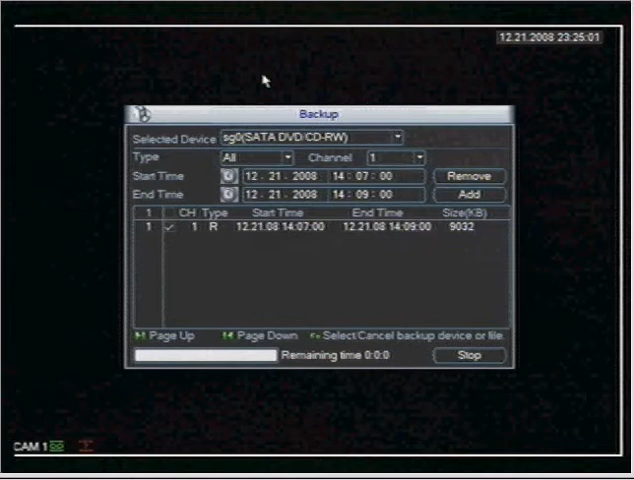 12.21.2008 23:25:01
Backup
Selected Device sg0(SATA DVD/CD-RW)
Type All Channel 1
Start Time 12 - 21 - 2008 14 : 07 : 00 Remove
End Time 12 - 21 - 2008 14 : 09 : 00 Add
1 CH Type Start Time End Time Size(KB)
1 1 R 12.21.08 14:07:00 12.21.08 14:09:00 9032
Page Up Page Down Select/Cancel backup device or file.
Remaining time 0:0:0 Stop
CAM 1